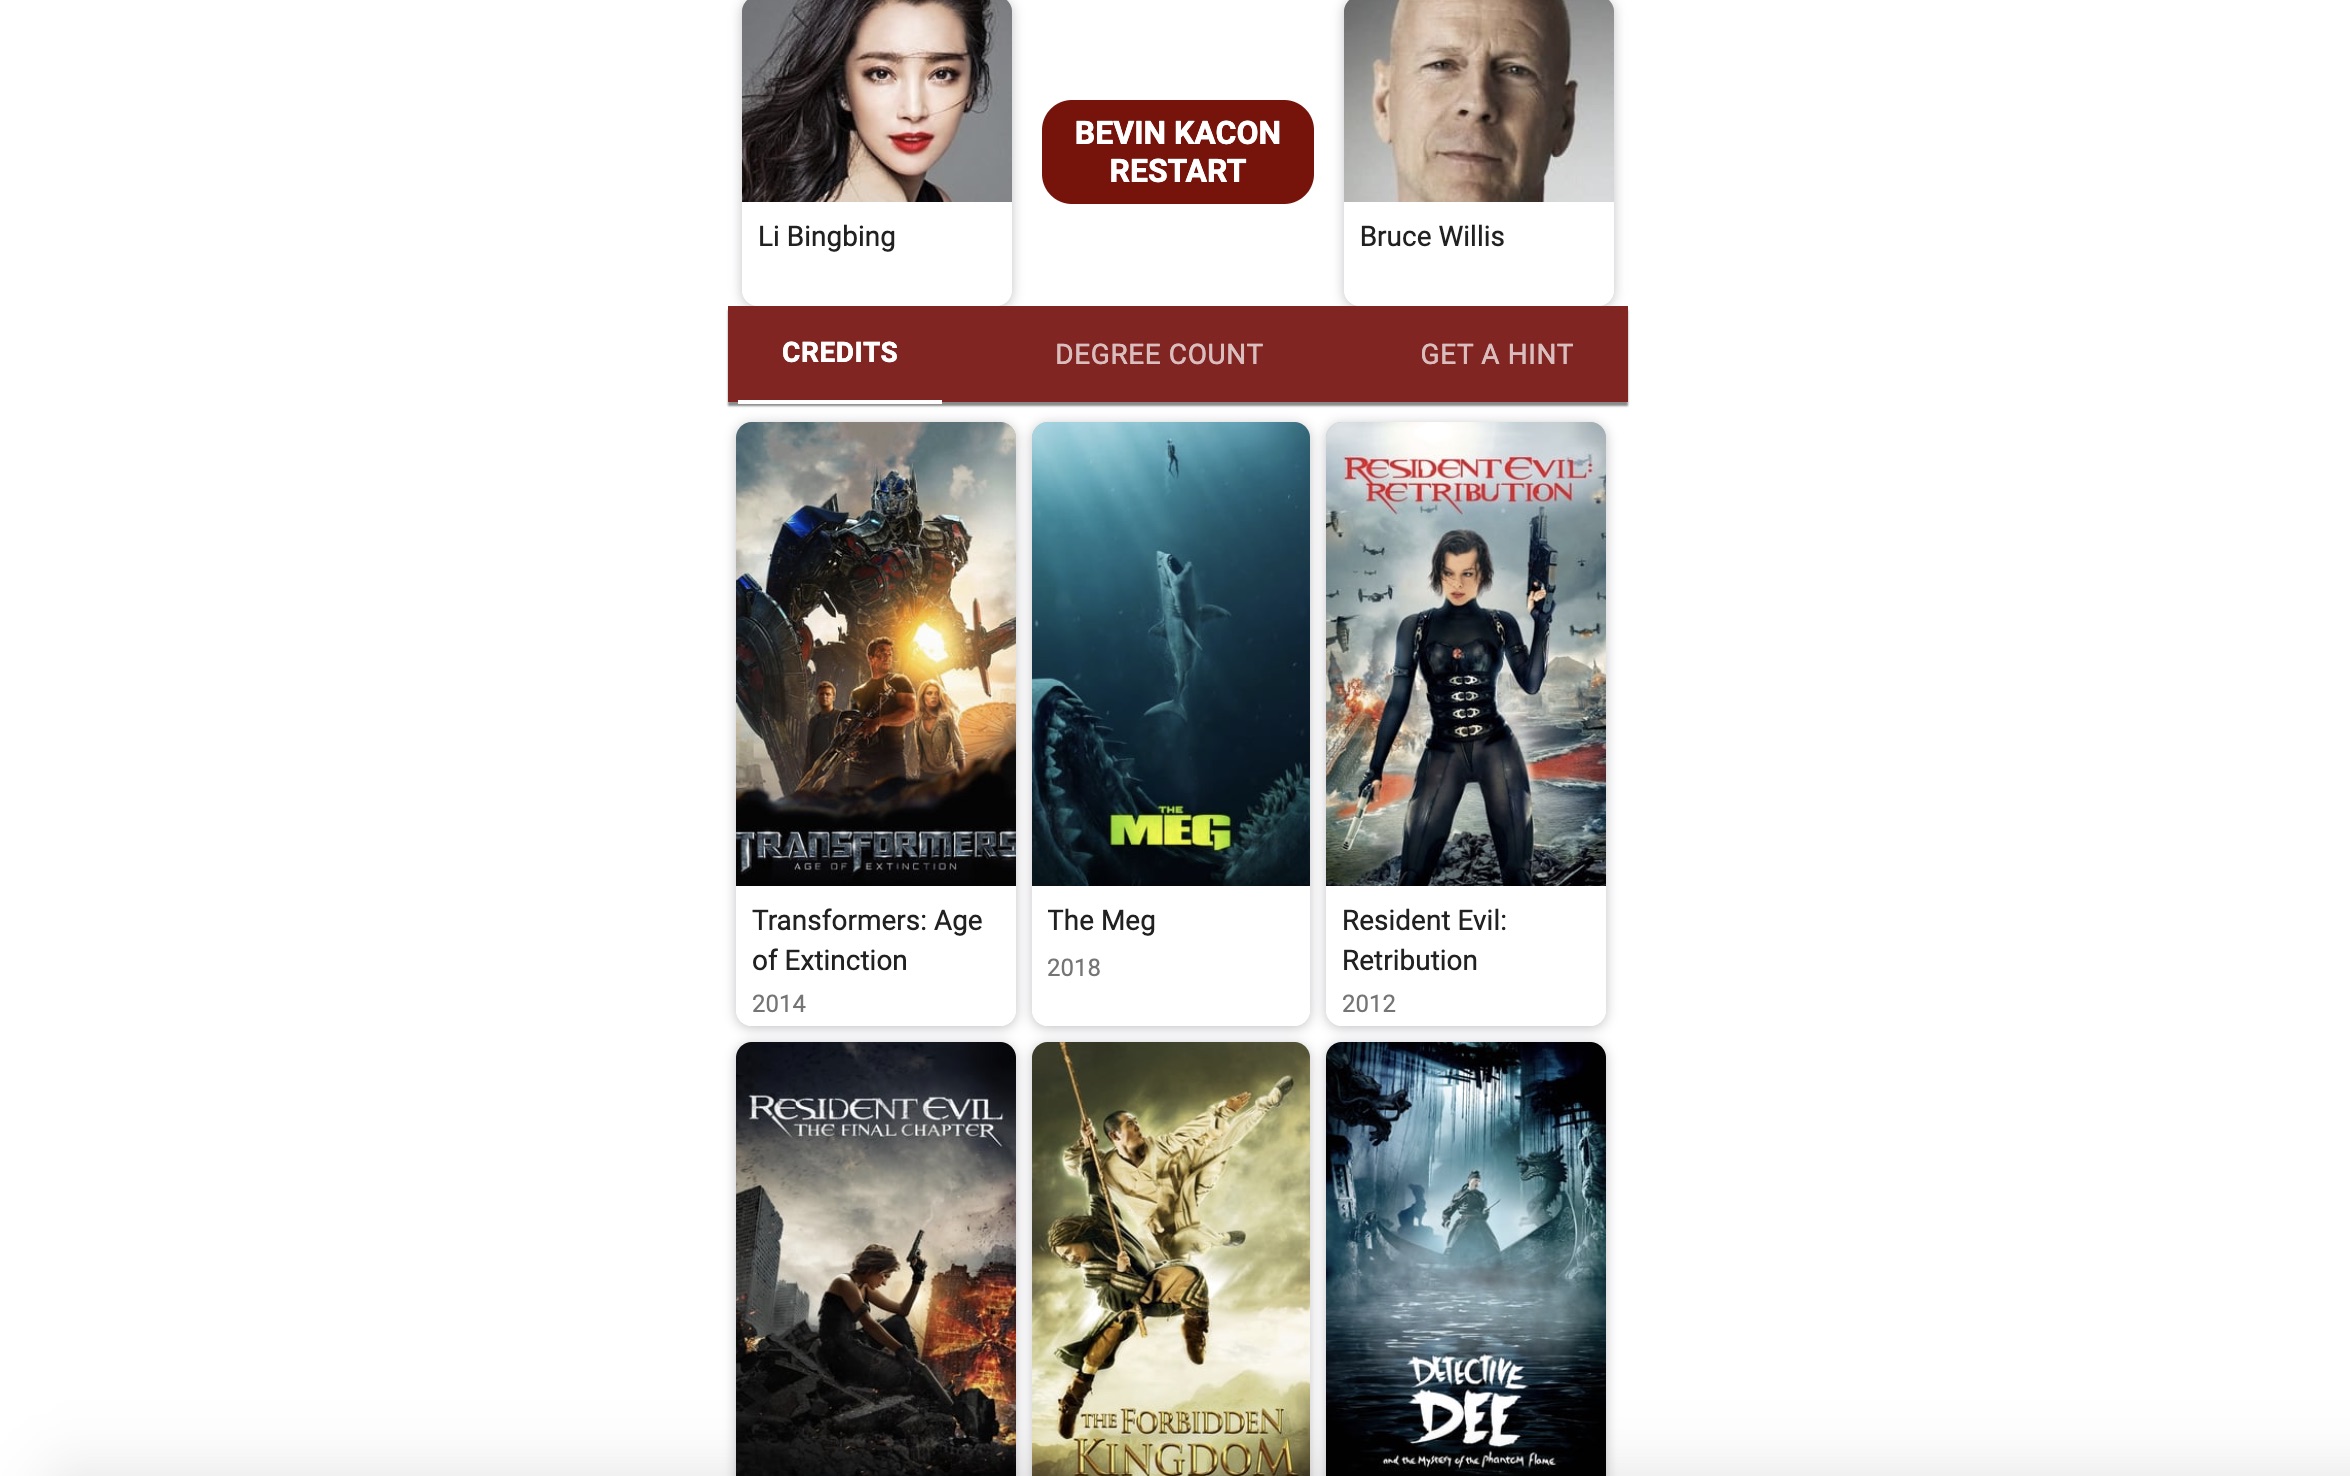 BEVIN KACON
RESTART
Li Bingbing
Bruce Willis
CREDITS
DEGREE COUNT
GET A HINT
TRANSFORMERS
AGE OF EXTINCTION
THE
MEG
RESIDENT EVIL:
RETRIBUTION
Transformers: Age
of Extinction
2014
The Meg
2018
Resident Evil:
Retribution
2012
RESIDENT EVIL
THE FINAL CHAPTER
THE FORBIDDEN
KINGDOM
DETECTIVE
DEE
and the Mystery of the Phantom Flame